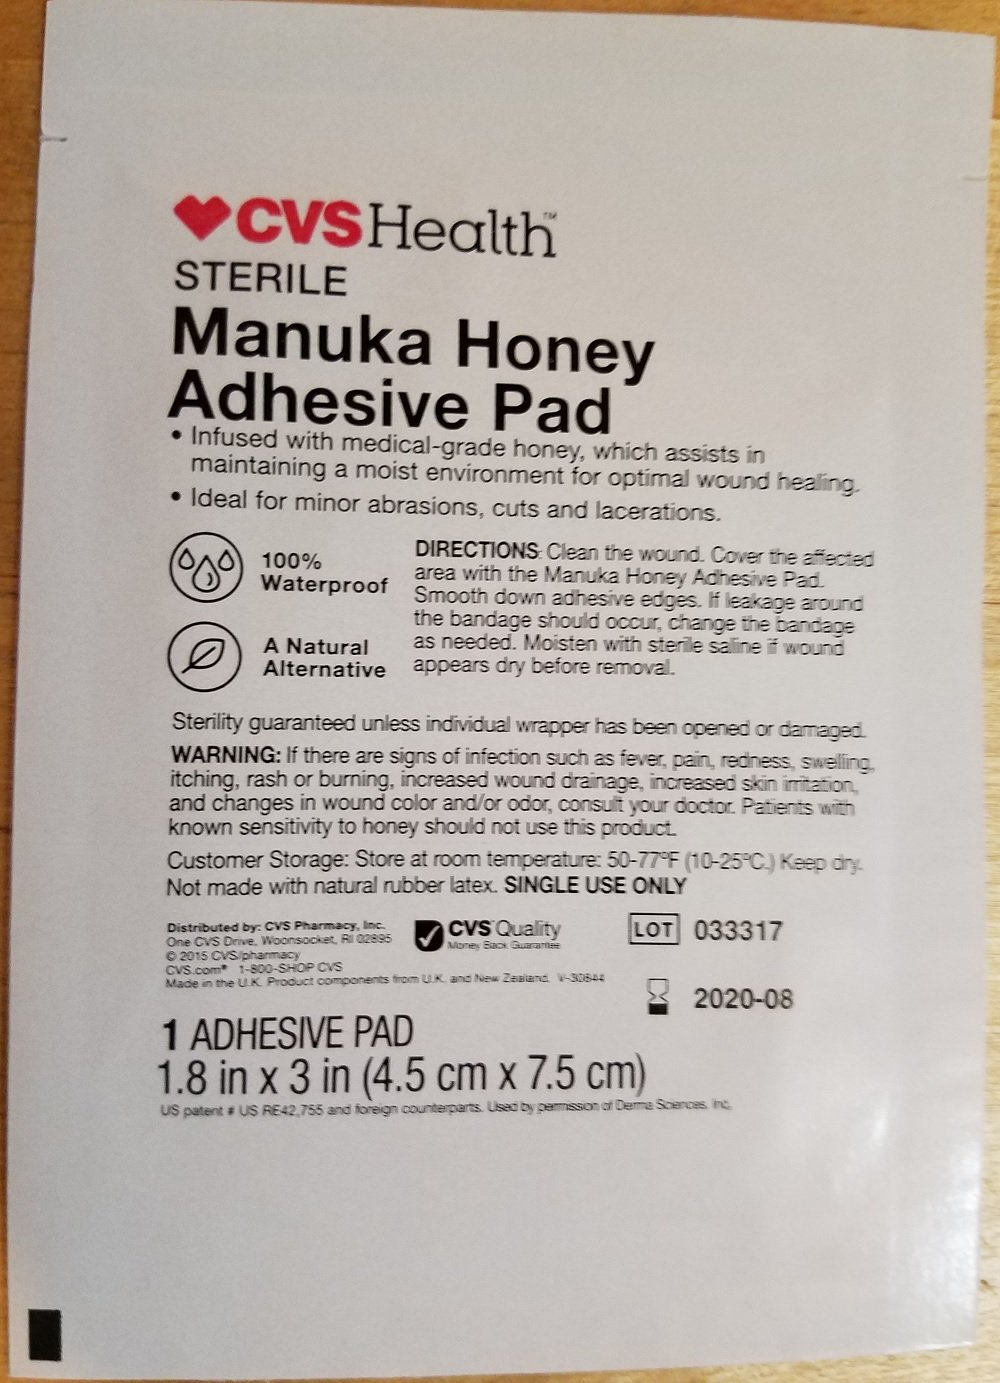 CVSHealth™
STERILE
Manuka Honey
Adhesive Pad
• Infused with medical-grade honey, which assists in
maintaining a moist environment for optimal wound healing.
• Ideal for minor abrasions, cuts and lacerations.
100%
Waterproof
A Natural
Alternative
DIRECTIONS: Clean the wound. Cover the affected
area with the Manuka Honey Adhesive Pad.
Smooth down adhesive edges. If leakage around
the bandage should occur, change the bandage
as needed. Moisten with sterile saline if wound
appears dry before removal.
Sterility guaranteed unless individual wrapper has been opened or damaged.
WARNING: If there are signs of infection such as fever, pain, redness, swelling,
itching, rash or burning, increased wound drainage, increased skin irritation,
and changes in wound color and/or odor, consult your doctor. Patients with
known sensitivity to honey should not use this product.
Customer Storage: Store at room temperature: 50-77°F (10-25°C.) Keep dry.
Not made with natural rubber latex. SINGLE USE ONLY
Distributed by: CVS Pharmacy, Inc.
One CVS Drive, Woonsocket, RI 02895
© 2015 CVS/pharmacy
CVS.com® 1-800-SHOP CVS
Made in the U.K. Product components from U.K. and New Zealand. V-30844
CVS Quality
Money Back Guarantee
LOT 033317
2020-08
1 ADHESIVE PAD
1.8 in x 3 in (4.5 cm x 7.5 cm)
US patent # US RE42,755 and foreign counterparts. Used by permission of Derma Sciences, Inc.